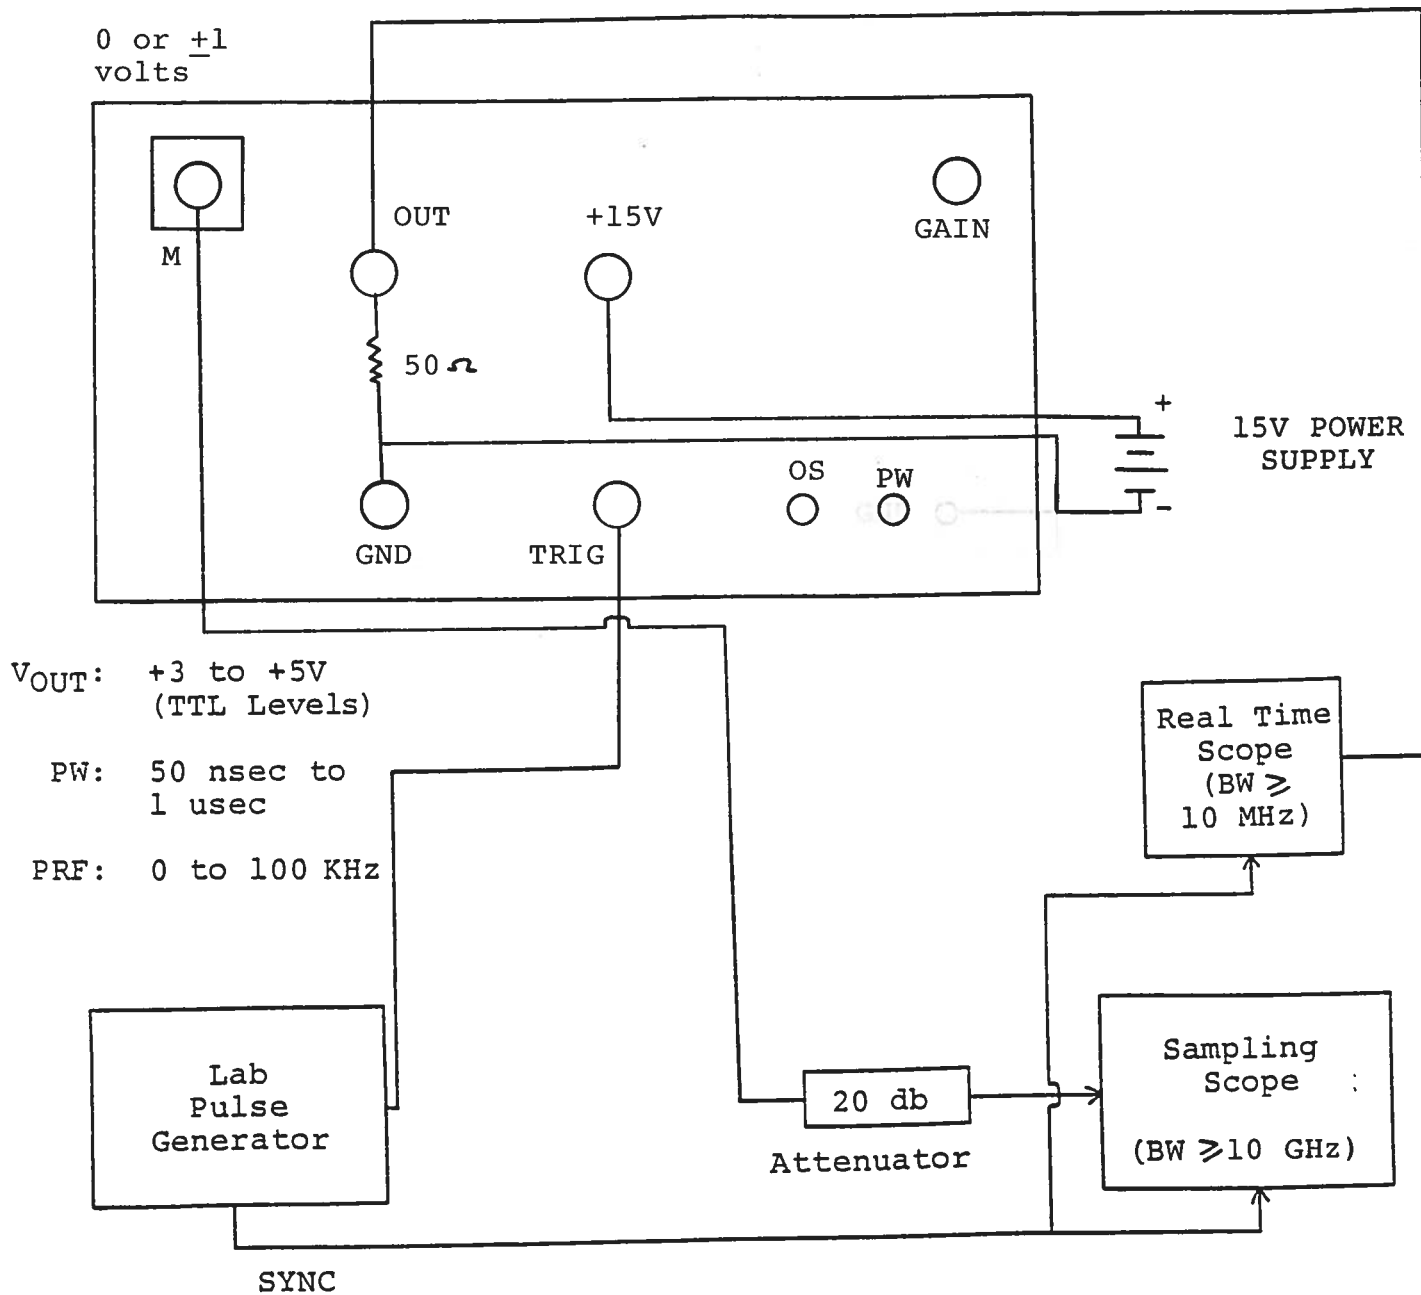 0 or ±1
volts
M
OUT
+15V
GAIN
50 Ω
+
15V POWER
SUPPLY
OS
PW
-
GND
TRIG
VOUT: +3 to +5V
(TTL Levels)
PW: 50 nsec to
1 usec
PRF: 0 to 100 KHz
Real Time
Scope
(BW ⩾
10 MHz)
Lab
Pulse
Generator
20 db
Attenuator
Sampling
Scope
(BW ⩾10 GHz)
SYNC